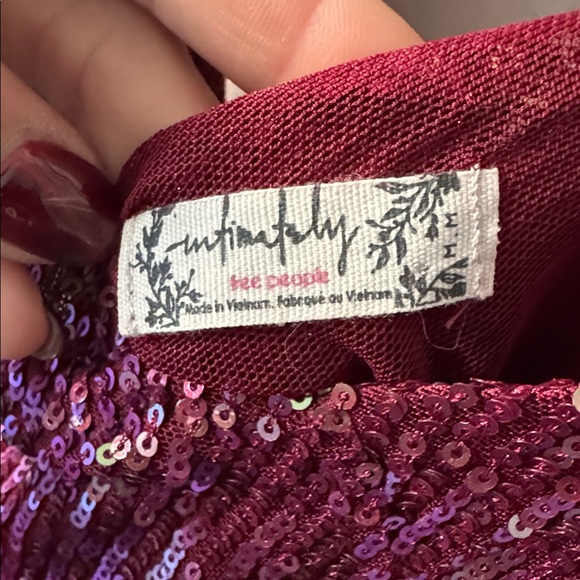 intimately
free people
Made in Vietnam. Fabriqué au Vietnam
M M